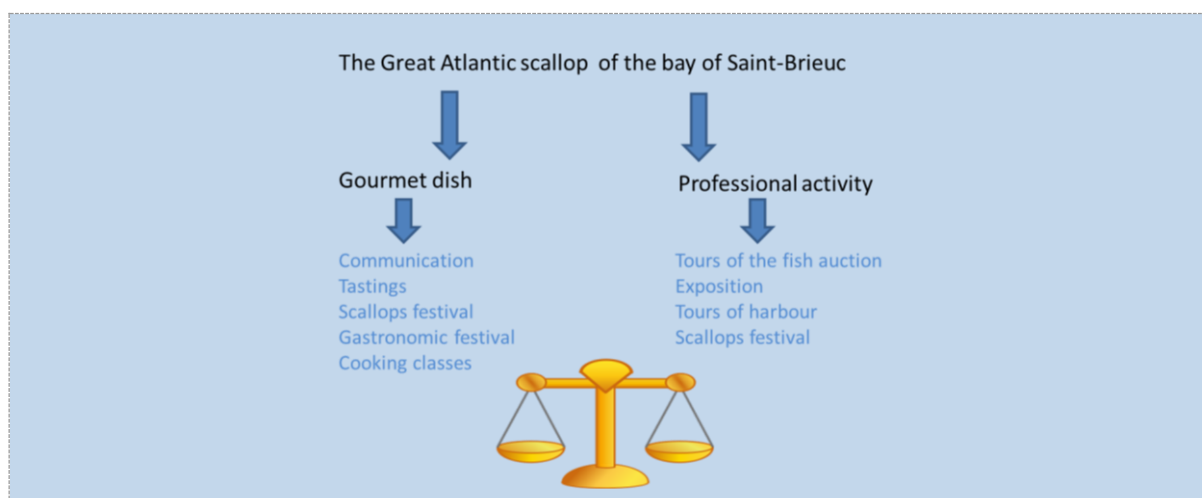 The Great Atlantic scallop of the bay of Saint-Brieuc
Gourmet dish
Communication
Tastings
Scallops festival
Gastronomic festival
Cooking classes
Professional activity
Tours of the fish auction
Exposition
Tours of harbour
Scallops festival